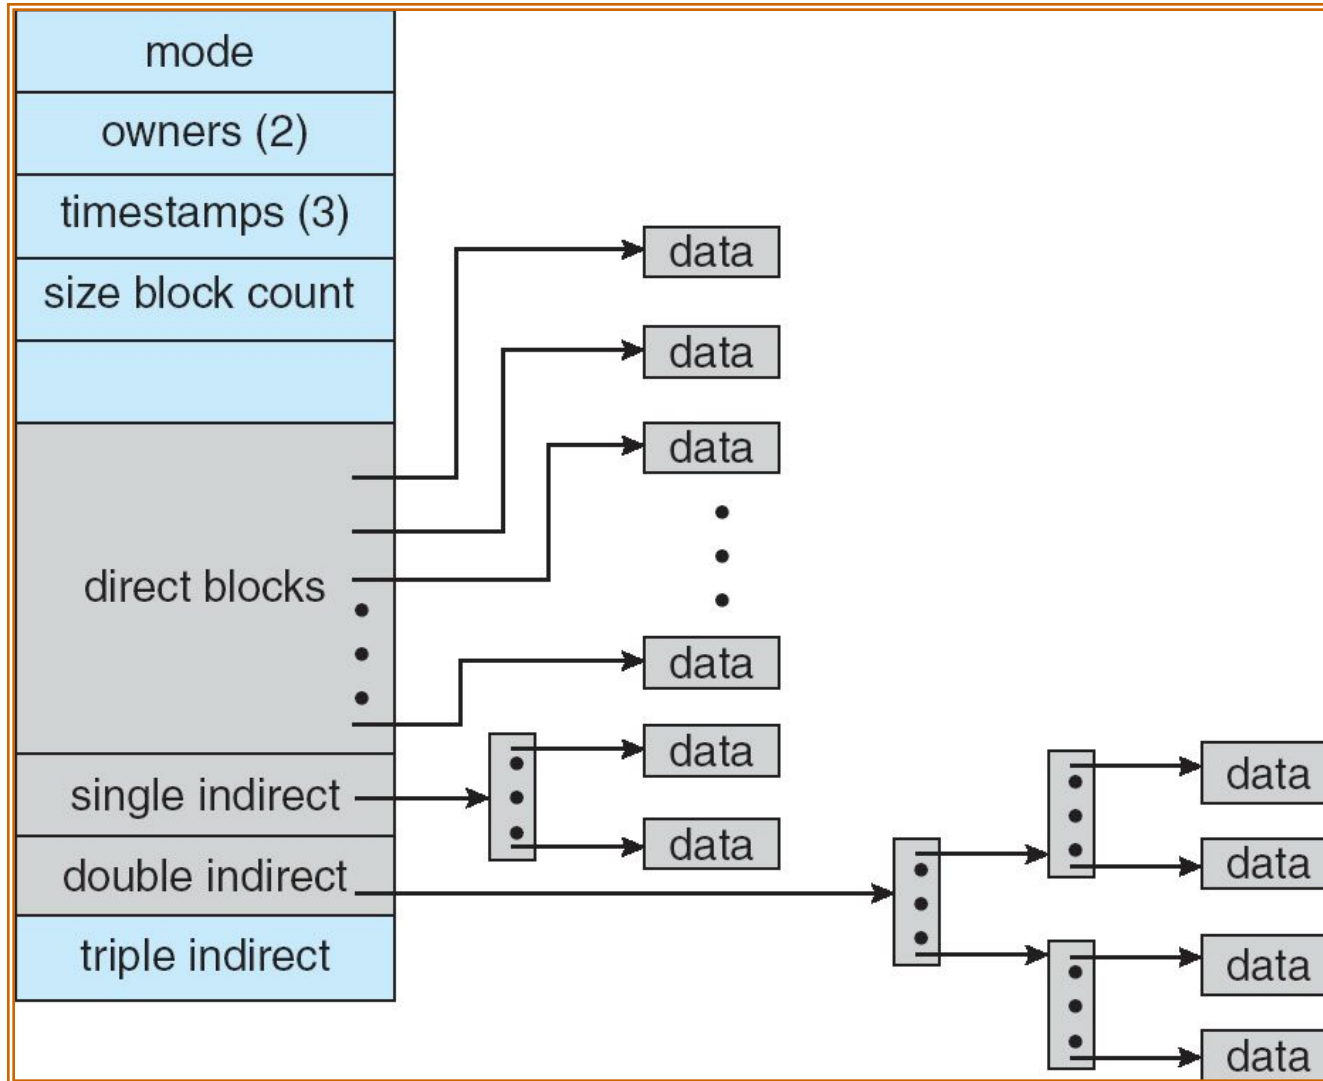 mode
owners (2)
timestamps (3)
size block count
direct blocks
single indirect
double indirect
triple indirect
data
data
data
data
data
data
data
data
data
data